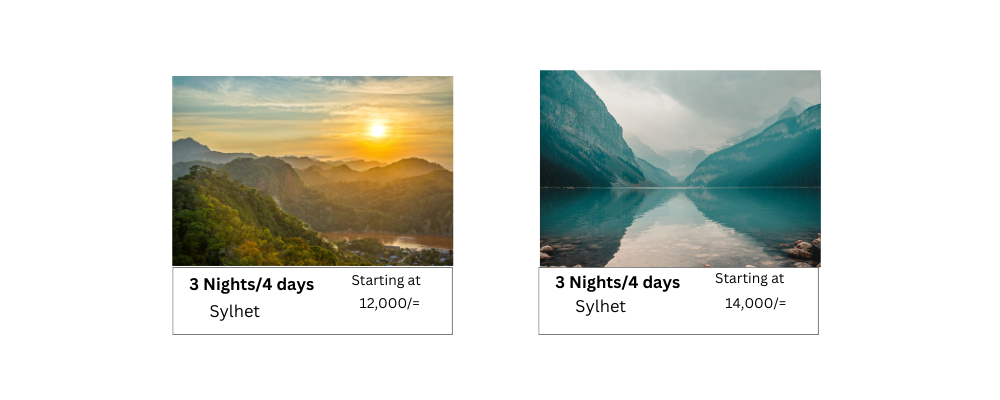 3 Nights/4 days
Starting at
Sylhet
12,000/=
3 Nights/4 days
Starting at
Sylhet
14,000/=